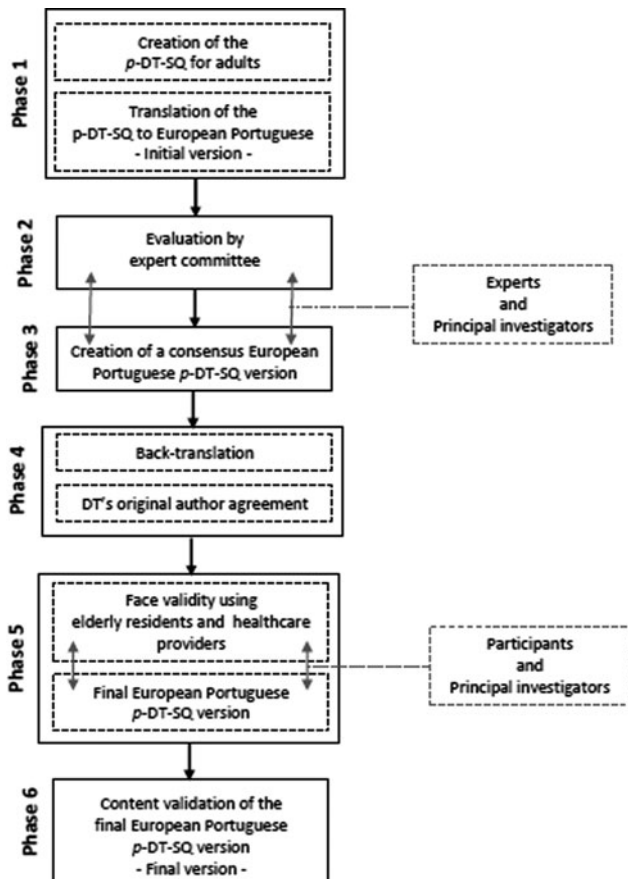 Phase 1
Creation of the
p-DT-SQ for adults
Translation of the
p-DT-SQ to European Portuguese
- Initial version -
Phase 2
Evaluation by
expert committee
Experts
and
Principal investigators
Phase 3
Creation of a consensus European
Portuguese p-DT-SQ version
Phase 4
Back-translation
DT's original author agreement
Phase 5
Face validity using
elderly residents and healthcare
providers
Participants
and
Principal investigators
Final European Portuguese
p-DT-SQ version
Phase 6
Content validation of the
final European Portuguese
p-DT-SQ version
- Final version -